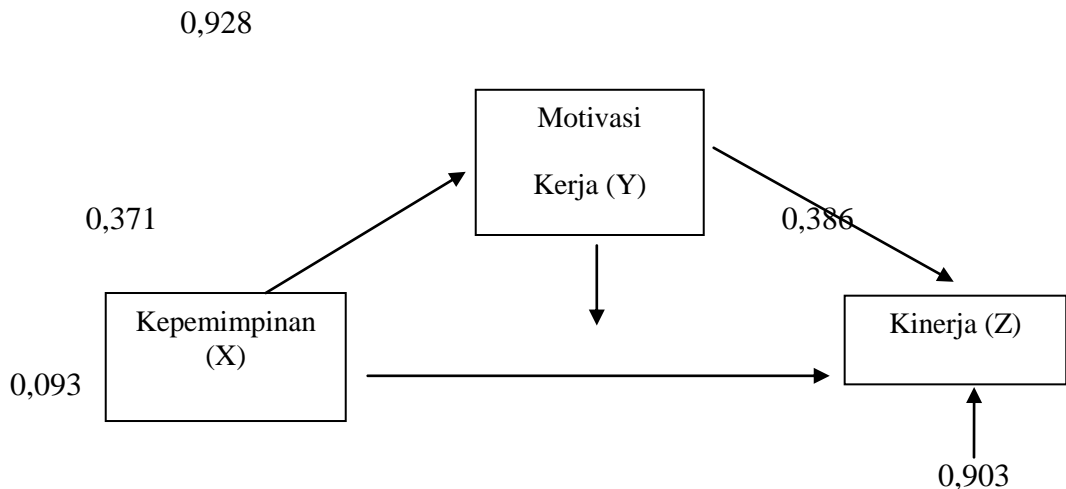 0,928
Motivasi
Kerja (Y)
0,371
0,386
Kepemimpinan
(X)
Kinerja (Z)
0,093
0,903